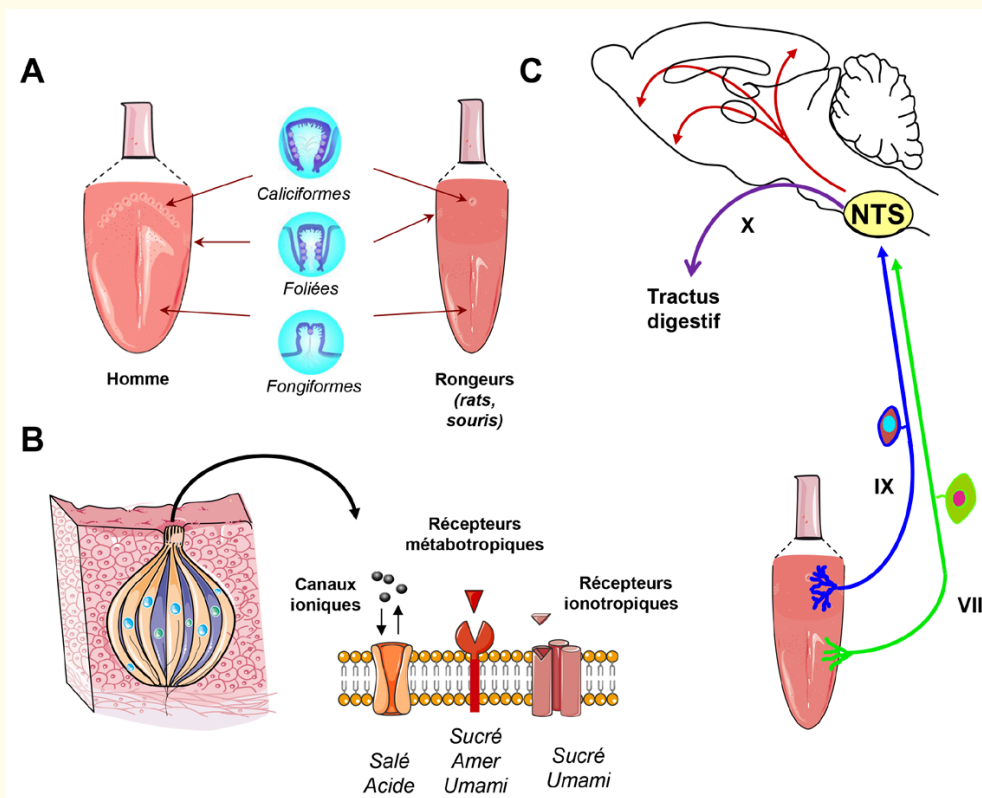 A
Caliciformes
Foliées
Fongiformes
Homme
Rongeurs
(rats,
souris)
B
Canaux
ioniques
Récepteurs
métabotropiques
Récepteurs
ionotropiques
Salé
Acide
Sucré
Amer
Umami
Sucré
Umami
C
NTS
X
Tractus
digestif
IX
VII